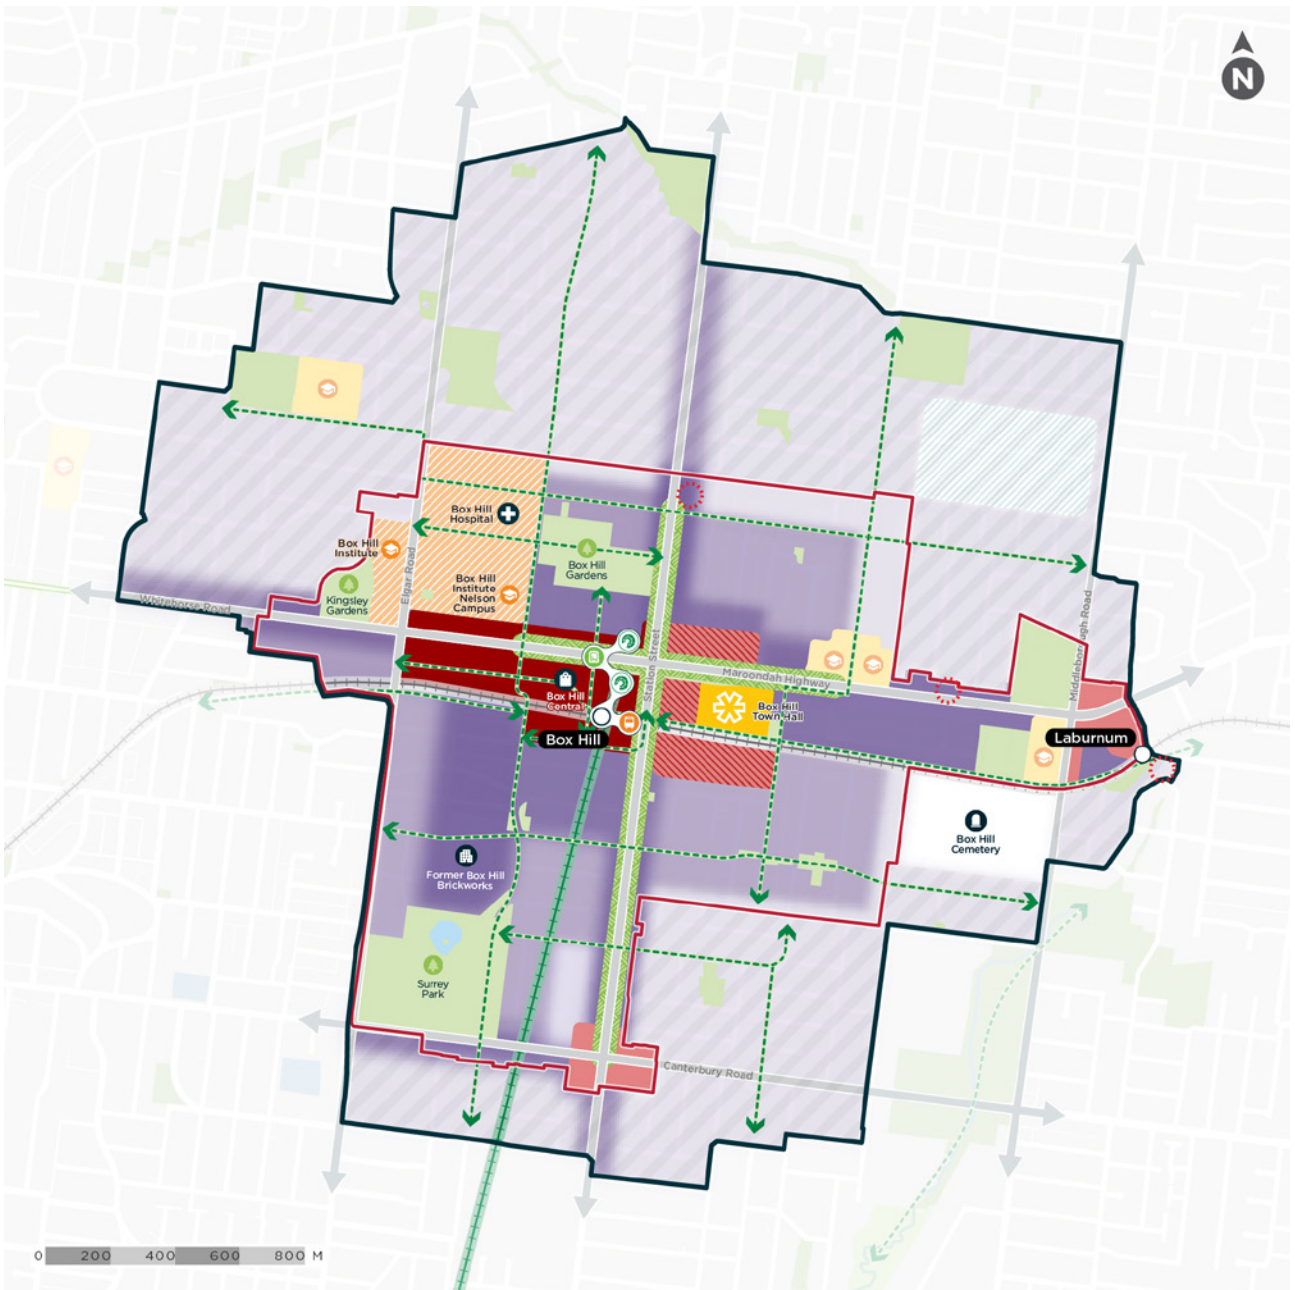 N
Box Hill
Hospital
Box Hill
Institute
Box Hill
Gardens
Box Hill
Institute
Nelson
Campus
Kingsley
Gardens
Elgar Road
Whitehorse Road
Station Street
Maroondah Highway
Middleborough Road
Box Hill
Central
Box Hill
Town Hall
Box Hill
Laburnum
Box Hill
Cemetery
Former Box Hill
Brickworks
Surrey
Park
Canterbury Road
0 200 400 600 800 M